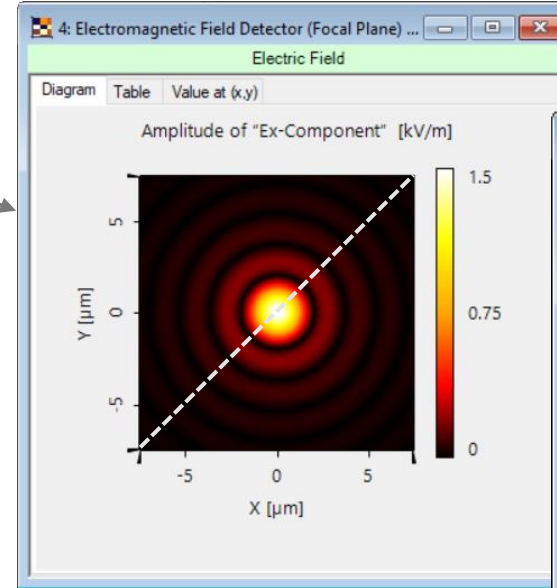 4: Electromagnetic Field Detector (Focal Plane) ...
Electric Field
Diagram Table Value at (x,y)
Amplitude of "Ex-Component" [kV/m]
1.5
0.75
0
5
0
-5
Y [µm]
-5 0 5
X [µm]